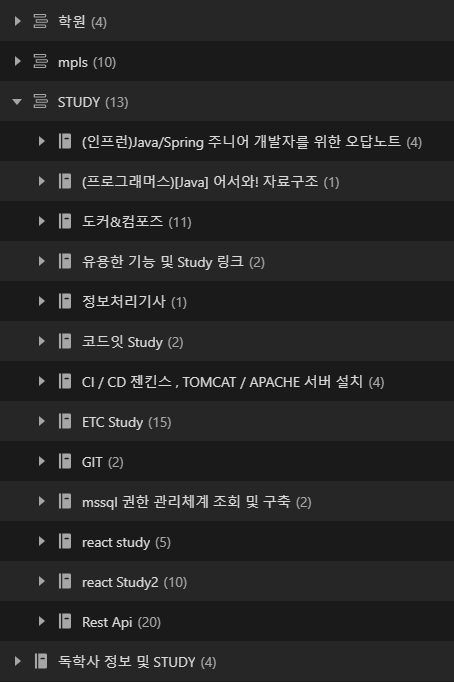 학원 (4)
mpls (10)
STUDY (13)
(인프런)Java/Spring 주니어 개발자를 위한 오답노트 (4)
(프로그래머스)[Java] 어서와! 자료구조 (1)
도커&컴포즈 (11)
유용한 기능 및 Study 링크 (2)
정보처리기사 (1)
코드잇 Study (2)
CI / CD 젠킨스 , TOMCAT / APACHE 서버 설치 (4)
ETC Study (15)
GIT (2)
mssql 권한 관리체계 조회 및 구축 (2)
react study (5)
react Study2 (10)
Rest Api (20)
독학사 정보 및 STUDY (4)